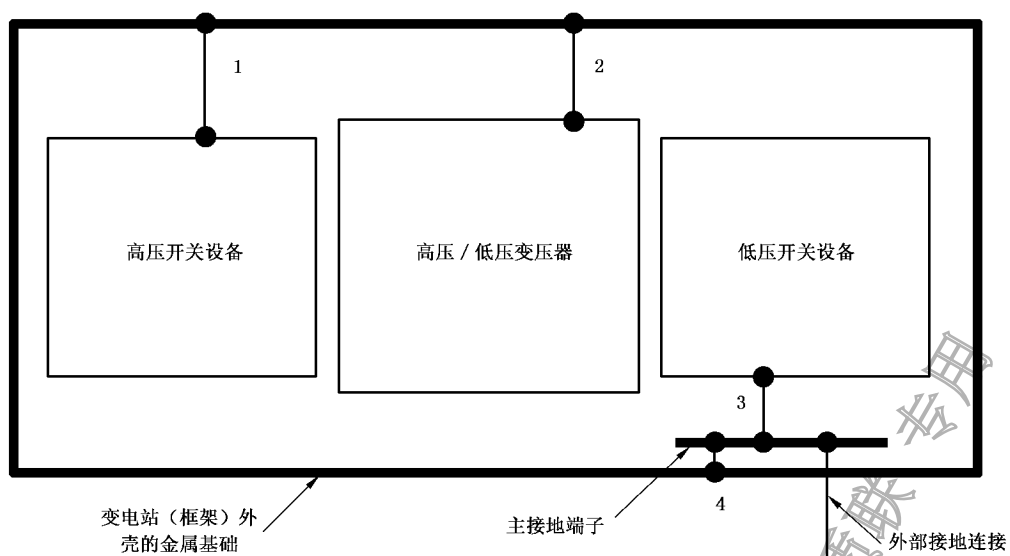 1
2
高压开关设备
高压 / 低压变压器
低压开关设备
3
4
变电站（框架）外
壳的金属基础
主接地端子
外部接地连接
专用